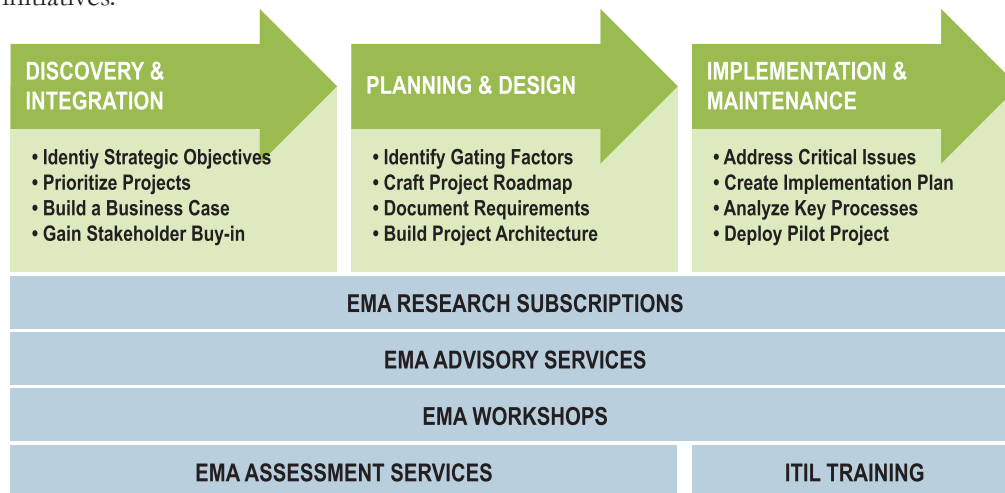 initiatives.
DISCOVERY &
INTEGRATION
• Identiy Strategic Objectives
• Prioritize Projects
• Build a Business Case
• Gain Stakeholder Buy-in
PLANNING & DESIGN
• Identify Gating Factors
• Craft Project Roadmap
• Document Requirements
• Build Project Architecture
IMPLEMENTATION &
MAINTENANCE
• Address Critical Issues
• Create Implementation Plan
• Analyze Key Processes
• Deploy Pilot Project
EMA RESEARCH SUBSCRIPTIONS
EMA ADVISORY SERVICES
EMA WORKSHOPS
EMA ASSESSMENT SERVICES
ITIL TRAINING